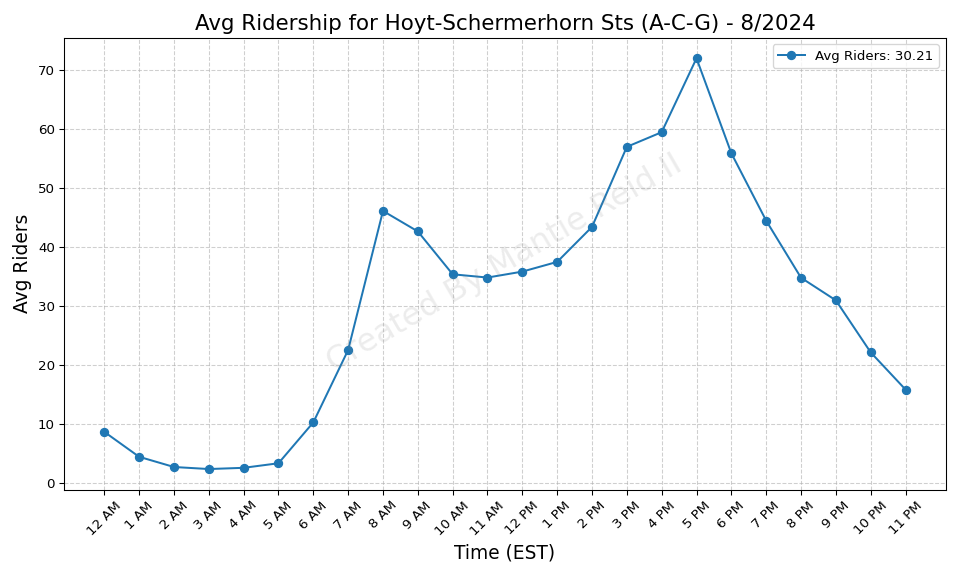 Avg Ridership for Hoyt-Schermerhorn Sts (A-C-G) - 8/2024
Avg Riders: 30.21
70
60
50
40
30
20
10
0
Avg Riders
Created By Mantle Reid II
12 AM
1 AM
2 AM
3 AM
4 AM
5 AM
6 AM
7 AM
8 AM
9 AM
10 AM
11 AM
12 PM
1 PM
2 PM
3 PM
4 PM
5 PM
6 PM
7 PM
8 PM
9 PM
10 PM
11 PM
Time (EST)